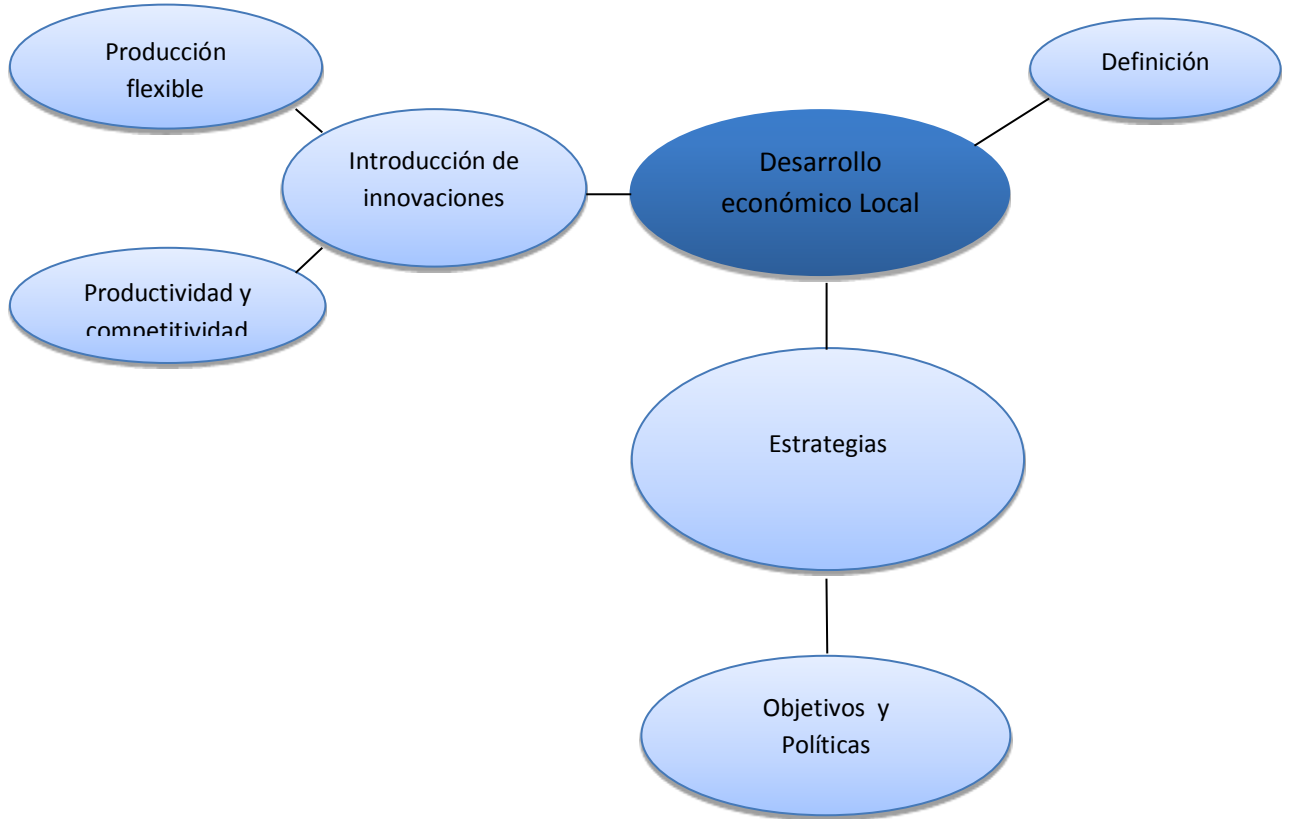 Producción
flexible
Definición
Introducción de
innovaciones
Desarrollo
económico Local
Productividad y
competitividad
Estrategias
Objetivos y
Políticas